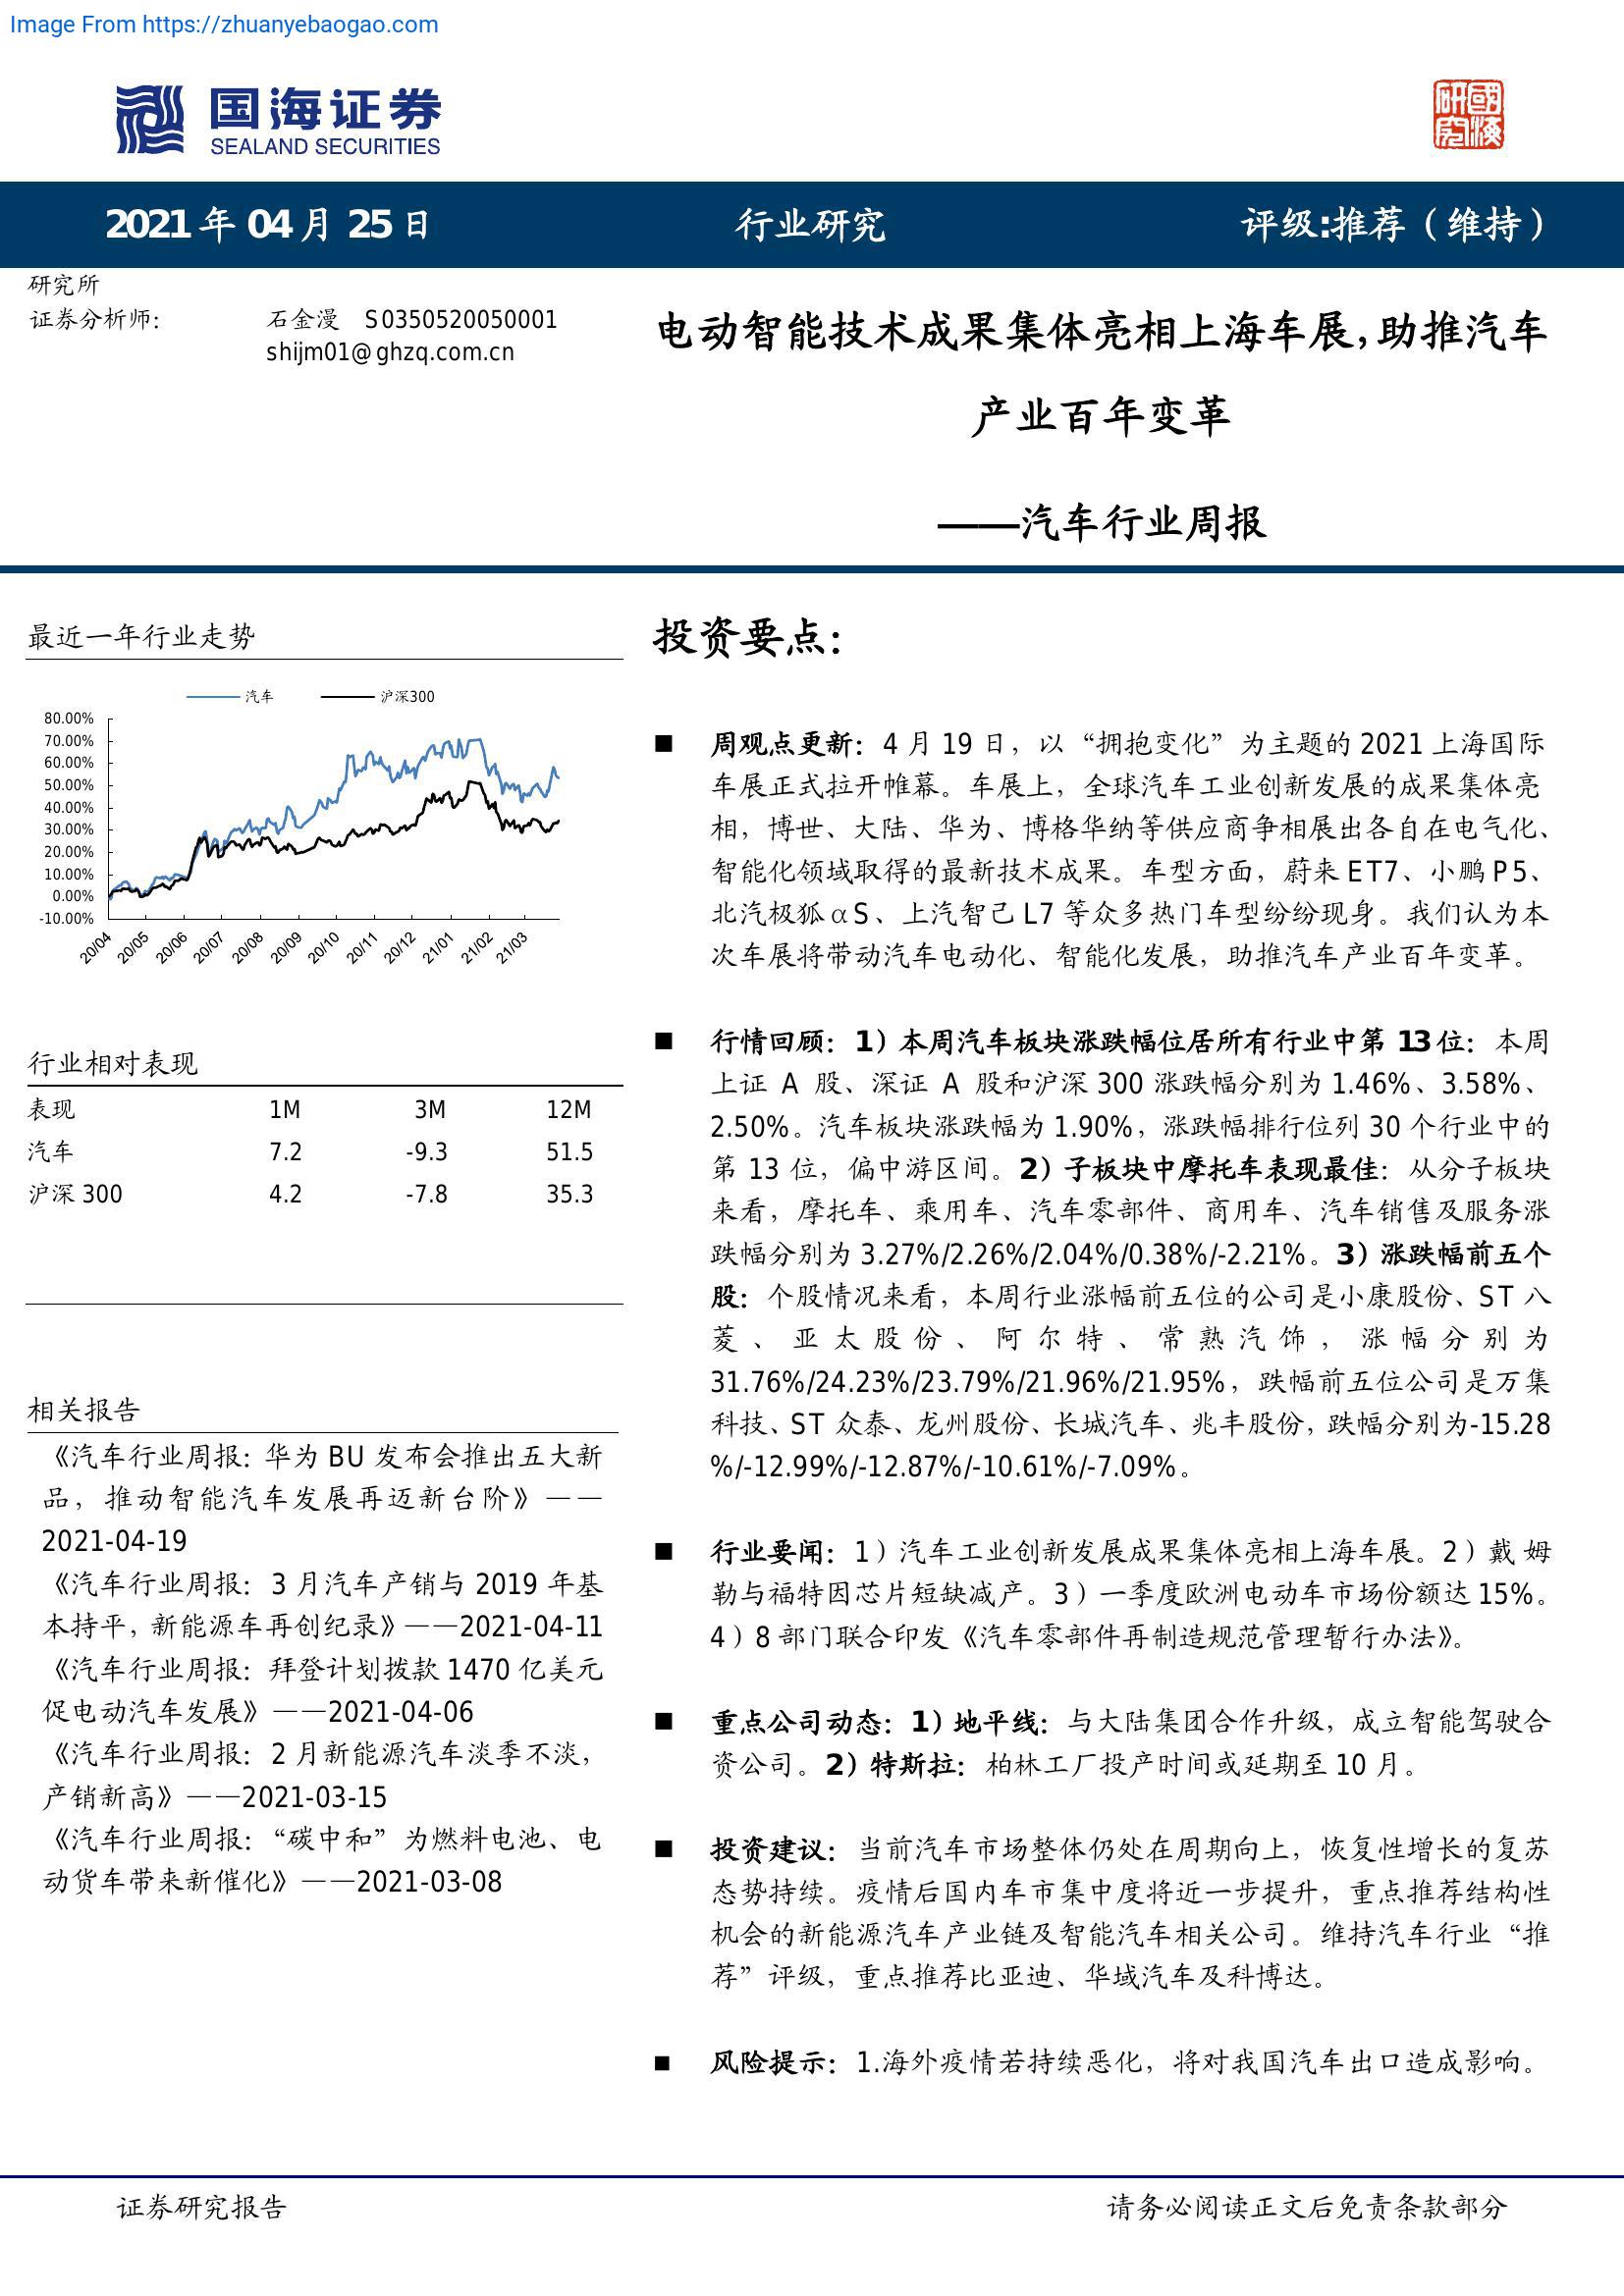 Image From https://zhuanyebaogao.com
国海证券
SEALAND SECURITIES
研究
國海
2021 年 04 月 25 日
行业研究
评级:推荐（维持）
研究所
证券分析师：
石金漫 S0350520050001
shijm01@ghzq.com.cn
电动智能技术成果集体亮相上海车展，助推汽车
产业百年变革
——汽车行业周报
最近一年行业走势
汽车
沪深300
80.00%
70.00%
60.00%
50.00%
40.00%
30.00%
20.00%
10.00%
0.00%
-10.00%
20/04
20/05
20/06
20/07
20/08
20/09
20/10
20/11
20/12
21/01
21/02
21/03
行业相对表现
表现 1M 3M 12M
汽车 7.2 -9.3 51.5
沪深 300 4.2 -7.8 35.3
相关报告
《汽车行业周报：华为 BU 发布会推出五大新
品，推动智能汽车发展再迈新台阶》——
2021-04-19
《汽车行业周报：3 月汽车产销与 2019 年基
本持平，新能源车再创纪录》——2021-04-11
《汽车行业周报：拜登计划拨款 1470 亿美元
促电动汽车发展》——2021-04-06
《汽车行业周报：2 月新能源汽车淡季不淡，
产销新高》——2021-03-15
《汽车行业周报：“碳中和”为燃料电池、电
动货车带来新催化》——2021-03-08
投资要点：
■ 周观点更新：4 月 19 日，以“拥抱变化”为主题的 2021 上海国际
车展正式拉开帷幕。车展上，全球汽车工业创新发展的成果集体亮
相，博世、大陆、华为、博格华纳等供应商争相展出各自在电气化、
智能化领域取得的最新技术成果。车型方面，蔚来 ET7、小鹏 P5、
北汽极狐 αS、上汽智己 L7 等众多热门车型纷纷现身。我们认为本
次车展将带动汽车电动化、智能化发展，助推汽车产业百年变革。
■ 行情回顾：1）本周汽车板块涨跌幅位居所有行业中第 13 位：本周
上证 A 股、深证 A 股和沪深 300 涨跌幅分别为 1.46%、3.58%、
2.50%。汽车板块涨跌幅为 1.90%，涨跌幅排行位列 30 个行业中的
第 13 位，偏中游区间。2）子板块中摩托车表现最佳：从分子板块
来看，摩托车、乘用车、汽车零部件、商用车、汽车销售及服务涨
跌幅分别为 3.27%/2.26%/2.04%/0.38%/-2.21%。3）涨跌幅前五个
股：个股情况来看，本周行业涨幅前五位的公司是小康股份、ST 八
菱、亚太股份、阿尔特、常熟汽饰，涨幅分别为
31.76%/24.23%/23.79%/21.96%/21.95%，跌幅前五位公司是万集
科技、ST 众泰、龙州股份、长城汽车、兆丰股份，跌幅分别为-15.28
%/-12.99%/-12.87%/-10.61%/-7.09%。
■ 行业要闻：1）汽车工业创新发展成果集体亮相上海车展。2）戴姆
勒与福特因芯片短缺减产。3）一季度欧洲电动车市场份额达 15%。
4）8 部门联合印发《汽车零部件再制造规范管理暂行办法》。
■ 重点公司动态：1）地平线：与大陆集团合作升级，成立智能驾驶合
资公司。2）特斯拉：柏林工厂投产时间或延期至 10 月。
■ 投资建议：当前汽车市场整体仍处在周期向上，恢复性增长的复苏
态势持续。疫情后国内车市集中度将近一步提升，重点推荐结构性
机会的新能源汽车产业链及智能汽车相关公司。维持汽车行业“推
荐”评级，重点推荐比亚迪、华域汽车及科博达。
■ 风险提示：1.海外疫情若持续恶化，将对我国汽车出口造成影响。
证券研究报告
请务必阅读正文后免责条款部分